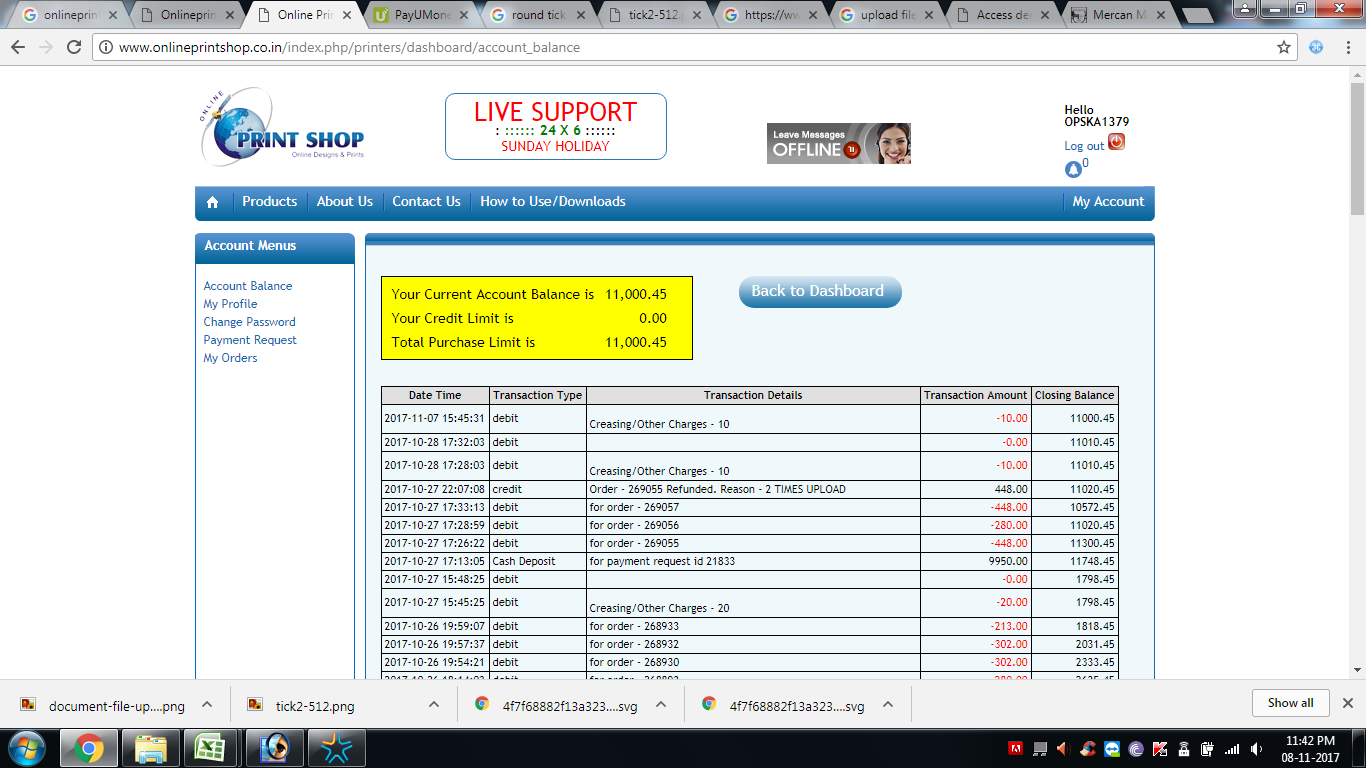 onlineprin
Onlineprin
Online Prin
PayUMone
round tick
tick2-512.p
https://ww
upload file
Access de
Mercan M
www.onlineprintshop.co.in/index.php/printers/dashboard/account_balance
ONLINE
PRINT SHOP
Online Designs & Prints
LIVE SUPPORT
: :::::: 24 X 6 ::::::
SUNDAY HOLIDAY
Leave Messages
OFFLINE
Hello
OPSKA1379
Log out
0
Products About Us Contact Us How to Use/Downloads My Account
Account Menus
Account Balance
My Profile
Change Password
Payment Request
My Orders
Your Current Account Balance is 11,000.45
Your Credit Limit is 0.00
Total Purchase Limit is 11,000.45
Back to Dashboard
Date Time Transaction Type Transaction Details Transaction Amount Closing Balance
2017-11-07 15:45:31 debit Creasing/Other Charges - 10 -10.00 11000.45
2017-10-28 17:32:03 debit -0.00 11010.45
2017-10-28 17:28:03 debit Creasing/Other Charges - 10 -10.00 11010.45
2017-10-27 22:07:08 credit Order - 269055 Refunded. Reason - 2 TIMES UPLOAD 448.00 11020.45
2017-10-27 17:33:13 debit for order - 269057 -448.00 10572.45
2017-10-27 17:28:59 debit for order - 269056 -280.00 11020.45
2017-10-27 17:26:22 debit for order - 269055 -448.00 11300.45
2017-10-27 17:13:05 Cash Deposit for payment request id 21833 9950.00 11748.45
2017-10-27 15:48:25 debit -0.00 1798.45
2017-10-27 15:45:25 debit Creasing/Other Charges - 20 -20.00 1798.45
2017-10-26 19:59:07 debit for order - 268933 -213.00 1818.45
2017-10-26 19:57:37 debit for order - 268932 -302.00 2031.45
2017-10-26 19:54:21 debit for order - 268930 -302.00 2333.45
document-file-up....png
tick2-512.png
4f7f68882f13a323....svg
4f7f68882f13a323....svg
Show all
11:42 PM
08-11-2017